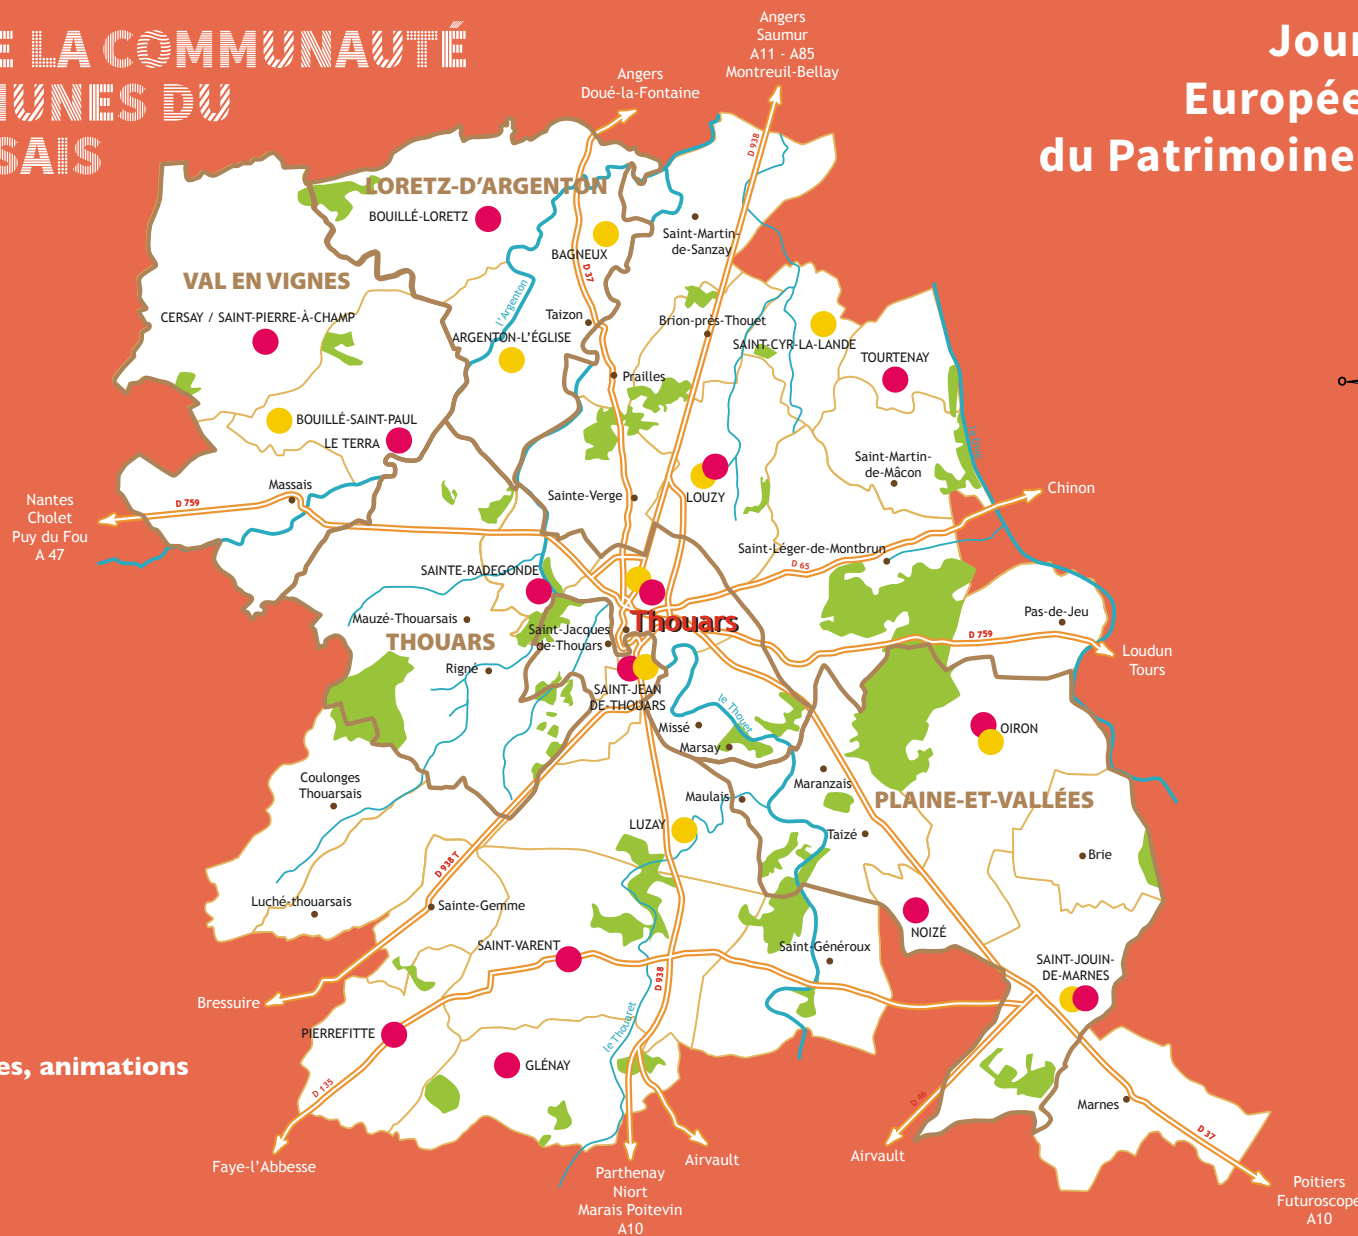 E LA COMMUNAUTÉ
MUNES DU
SAIS
Jour
Europée
du Patrimoine
Angers
Saumur
A11 - A85
Montreuil-Bellay
Angers
Doué-la-Fontaine
D 938
LORETZ-D'ARGENTON
BOUILLÉ-LORETZ
BAGNEUX
Saint-Martin-
de-Sanzay
D 37
VAL EN VIGNES
l'Argenton
CERSAY / SAINT-PIERRE-À-CHAMP
Taizon
Brion-près-Thouet
ARGENTON-L'ÉGLISE
SAINT-CYR-LA-LANDE
TOURTENAY
Prailles
BOUILLÉ-SAINT-PAUL
LE TERRA
Saint-Martin-
de-Mâcon
Massais
Sainte-Verge
LOUZY
Chinon
Nantes
Cholet
Puy du Fou
A 47
D 759
Saint-Léger-de-Montbrun
D 65
SAINTE-RADEGONDE
Mauzé-Thouarsais
THOUARS
Saint-Jacques
de-Thouars
Thouars
Pas-de-Jeu
D 759
Loudun
Tours
Rigné
SAINT-JEAN
DE-THOUARS
le Thouet
Missé
Marsay
OIRON
Coulonges
Thouarsais
Maulais
Maranzais
PLAINE-ET-VALLÉES
LUZAY
Taizé
Brie
D 938 T
Luché-thouarsais
Sainte-Gemme
NOIZÉ
SAINT-VARENT
Saint-Généroux
SAINT-JOUIN-
DE-MARNES
D 938
Bressuire
le Thouaret
PIERREFITTE
GLÉNAY
es, animations
D 135
D 46
Marnes
D 37
Faye-l'Abbesse
Airvault
Airvault
Parthenay
Niort
Marais Poitevin
A10
Poitiers
Futuroscope
A10